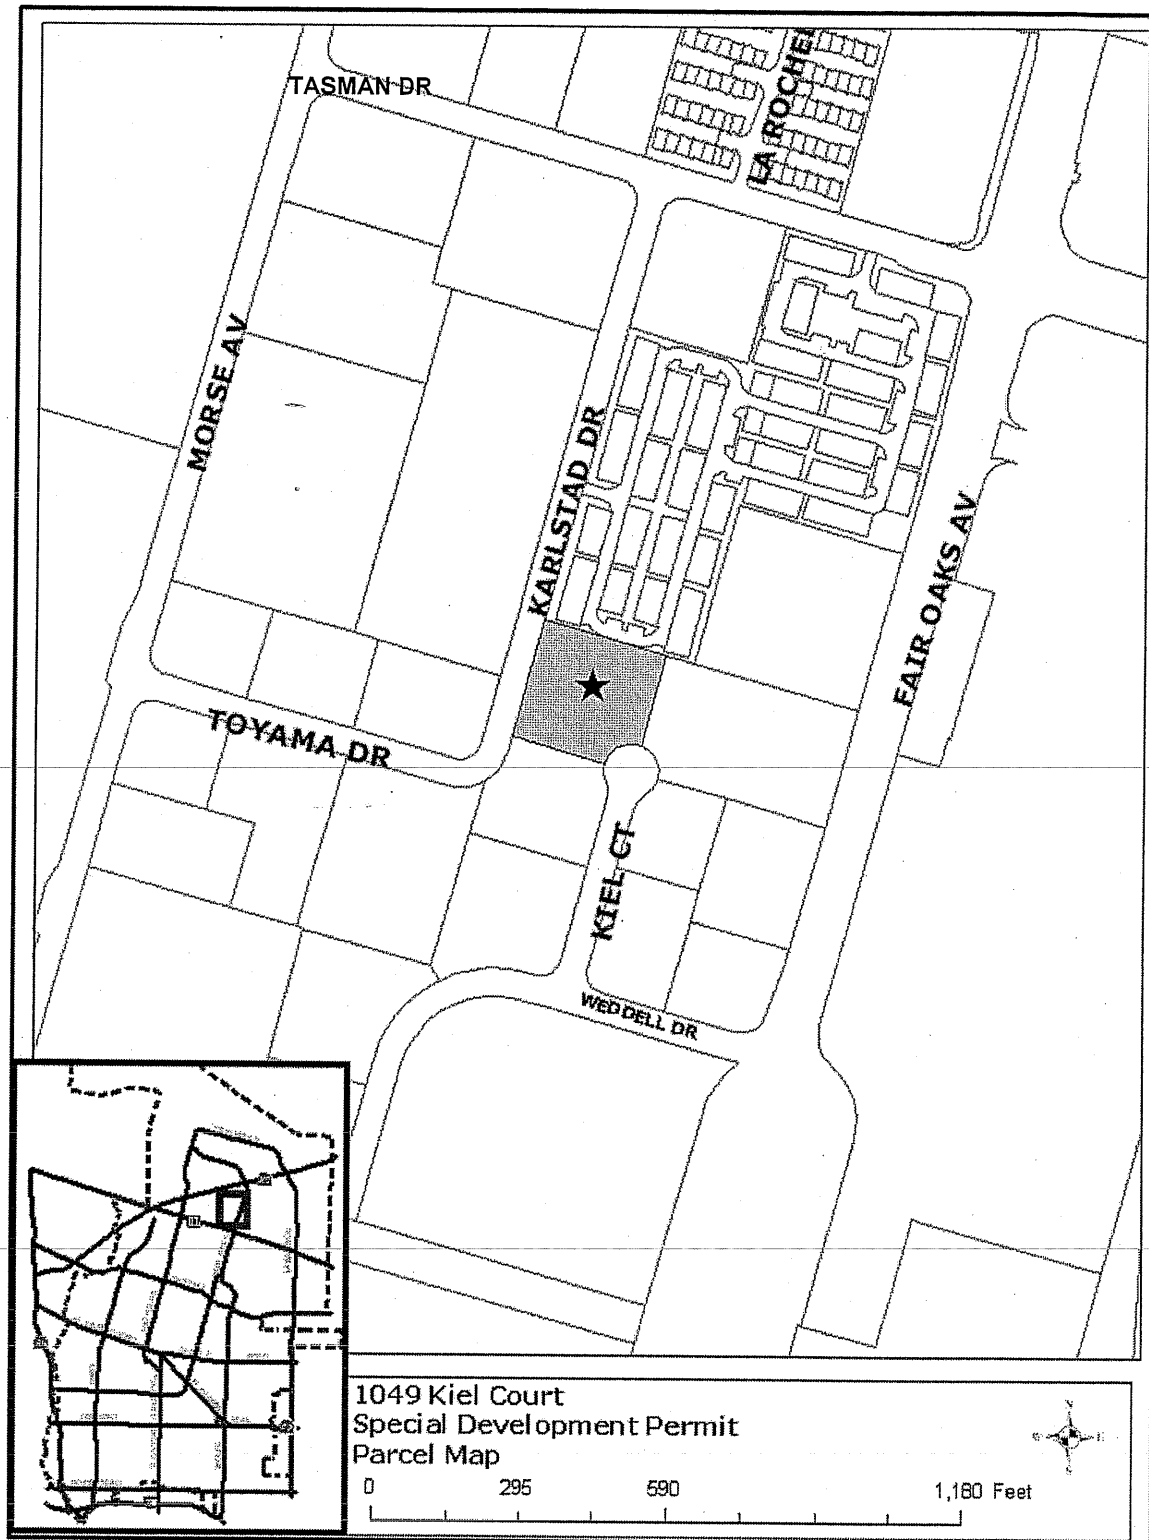 TASMAN DR
LA ROCHE
MORSE AV
KARLSTAD DR
FAIR OAKS AV
TOYAMA DR
KIEL CT
WEDDELL DR
1049 Kiel Court
Special Development Permit
Parcel Map
0 295 590 1,180 Feet